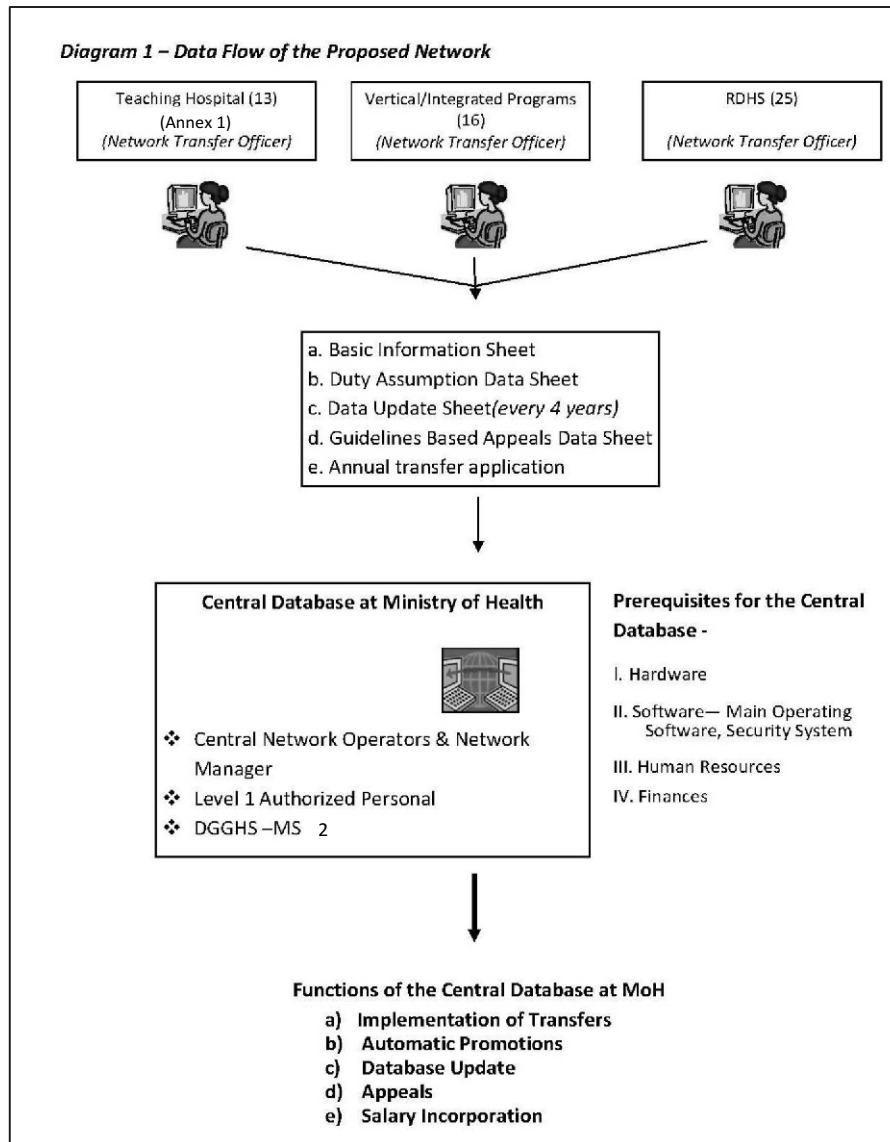 Diagram 1 – Data Flow of the Proposed Network
Teaching Hospital (13)
(Annex 1)
(Network Transfer Officer)
Vertical/Integrated Programs
(16)
(Network Transfer Officer)
RDHS (25)
(Network Transfer Officer)
a. Basic Information Sheet
b. Duty Assumption Data Sheet
c. Data Update Sheet(every 4 years)
d. Guidelines Based Appeals Data Sheet
e. Annual transfer application
Central Database at Ministry of Health
❖ Central Network Operators & Network
Manager
❖ Level 1 Authorized Personal
❖ DGGHS –MS 2
Prerequisites for the Central
Database -
I. Hardware
II. Software— Main Operating
Software, Security System
III. Human Resources
IV. Finances
Functions of the Central Database at MoH
a) Implementation of Transfers
b) Automatic Promotions
c) Database Update
d) Appeals
e) Salary Incorporation